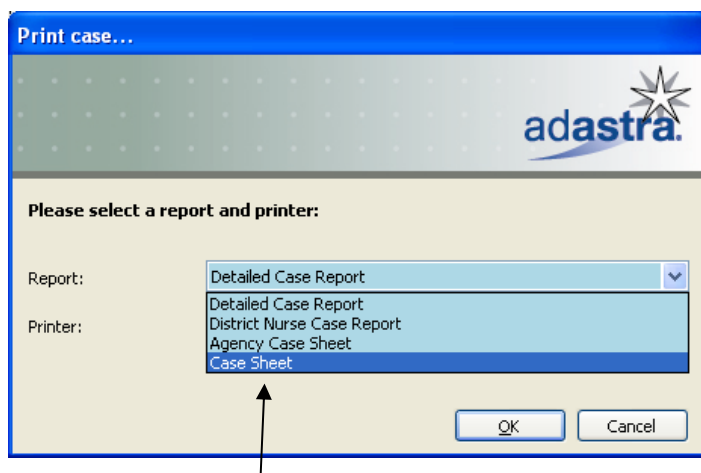 Print case...
adastra.
Please select a report and printer:
Report: Detailed Case Report
Detailed Case Report
Printer: District Nurse Case Report
Agency Case Sheet
Case Sheet
OK Cancel